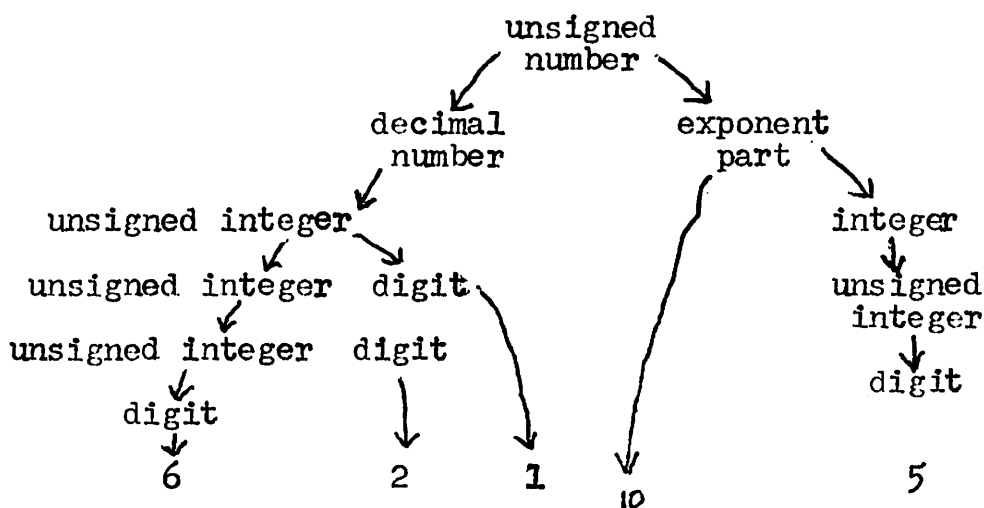 unsigned
number
decimal
number
exponent
part
unsigned integer
integer
unsigned integer digit
unsigned
integer
unsigned integer digit
digit
digit
6 2 1 10 5